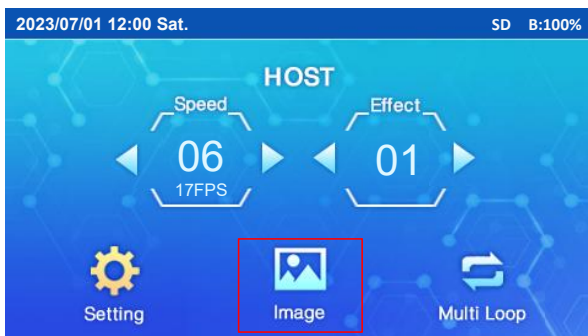 2023/07/01 12:00 Sat. SD B:100%
HOST
Speed Effect
06 01
17FPS
Setting Image Multi Loop